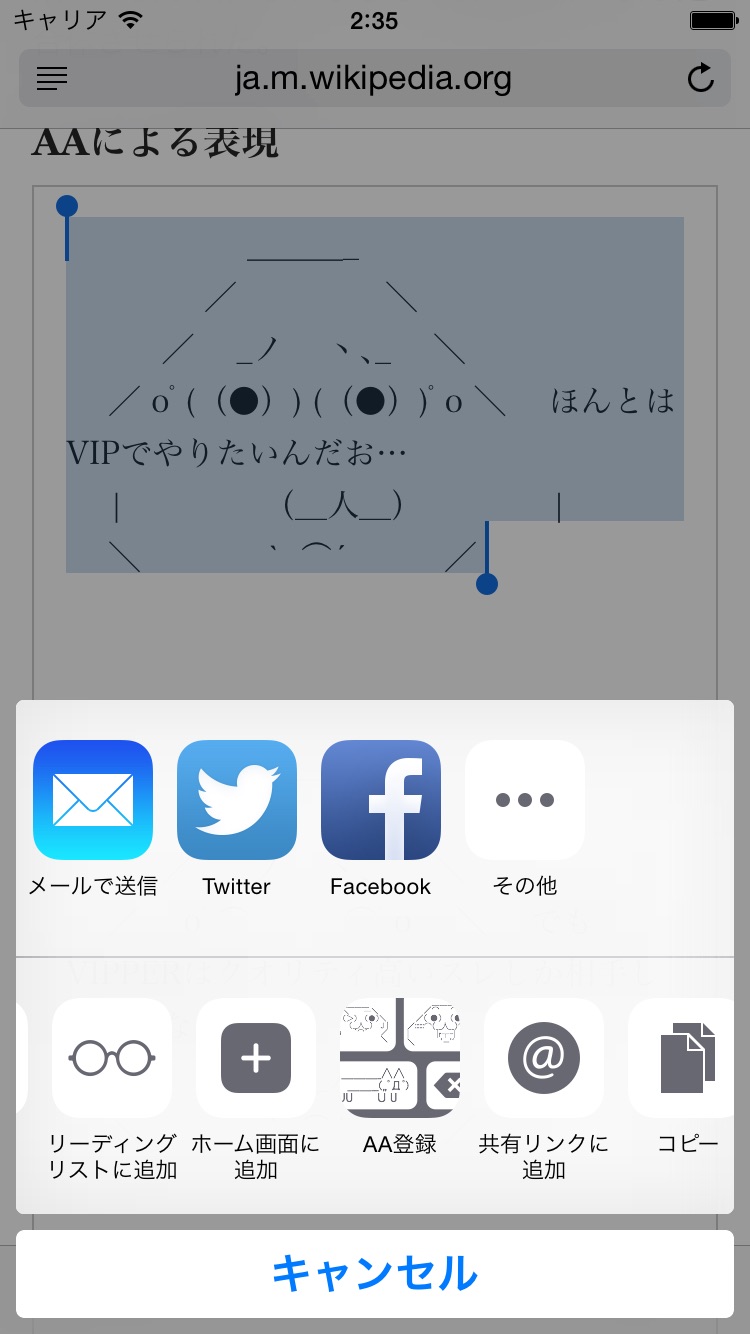 キャリア 2:35
ja.m.wikipedia.org
AAによる表現
＿＿＿_
／　　　　＼
／　_ノ　ヽ､_　＼
／ oﾟ(（●）) (（●）)ﾟo ＼　ほんとは
VIPでやりたいんだお…
|　　　　（__人__）　　　　|
＼　　　　｀ ⌒´　　　　／
メールで送信 Twitter Facebook その他
リーディング ホーム画面に AA登録 共有リンクに コピー
リストに追加 追加 追加
キャンセル